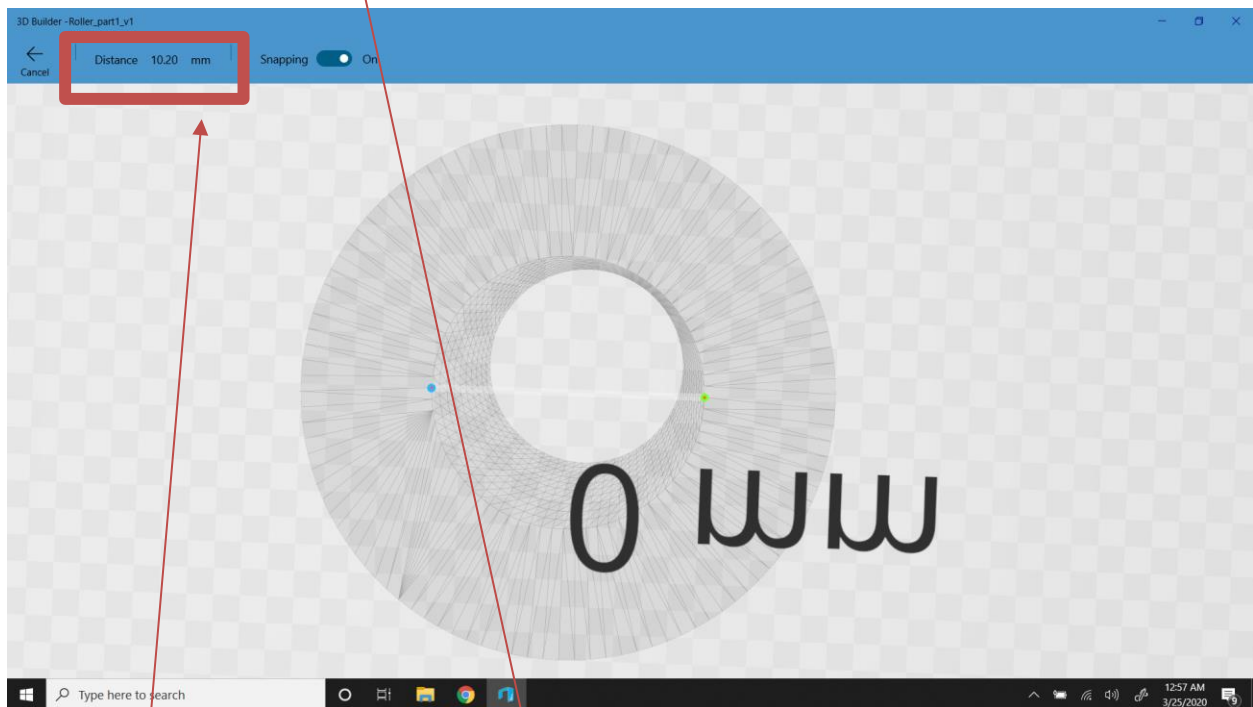 3D Builder - Roller_part1_v1
Cancel
Distance 10.20 mm
Snapping On
0 mm
Type here to search
12:57 AM
3/25/2020
9